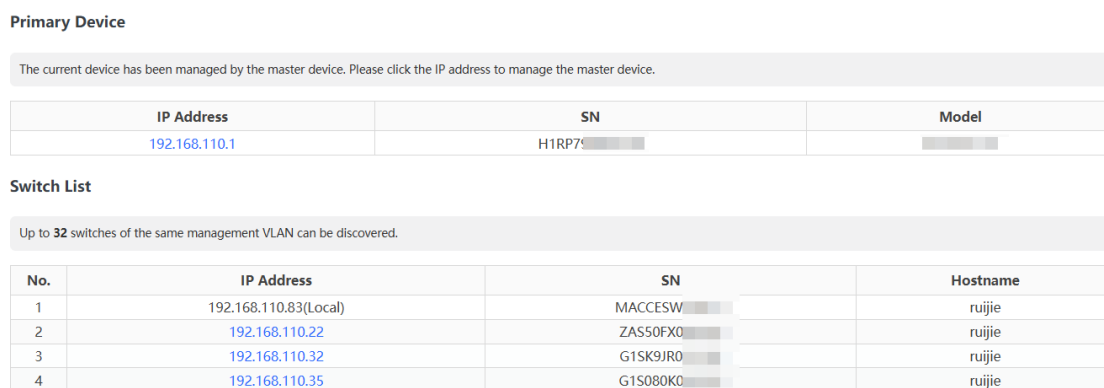 Primary Device
The current device has been managed by the master device. Please click the IP address to manage the master device.
IP Address SN Model
192.168.110.1 H1RP79
Switch List
Up to 32 switches of the same management VLAN can be discovered.
No. IP Address SN Hostname
1 192.168.110.83(Local) MACCESW ruijie
2 192.168.110.22 ZAS50FX0 ruijie
3 192.168.110.32 G1SK9JR0 ruijie
4 192.168.110.35 G1S080K0 ruijie